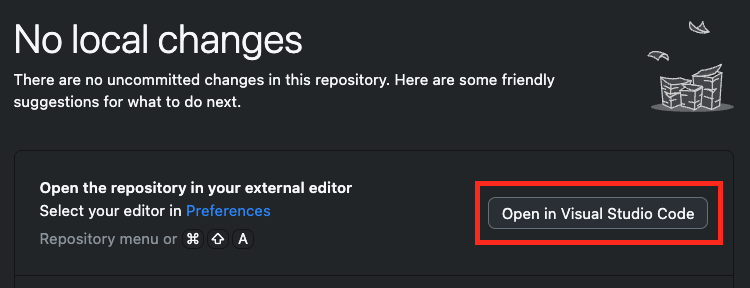 No local changes
There are no uncommitted changes in this repository. Here are some friendly
suggestions for what to do next.
Open the repository in your external editor
Select your editor in Preferences
Repository menu or ⌘ ⇧ A
Open in Visual Studio Code